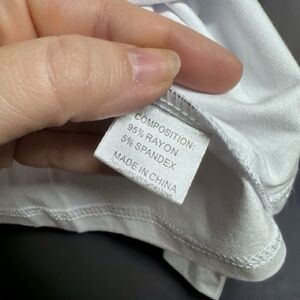 COMPOSITION:
95% RAYON
5% SPANDEX
MADE IN CHINA